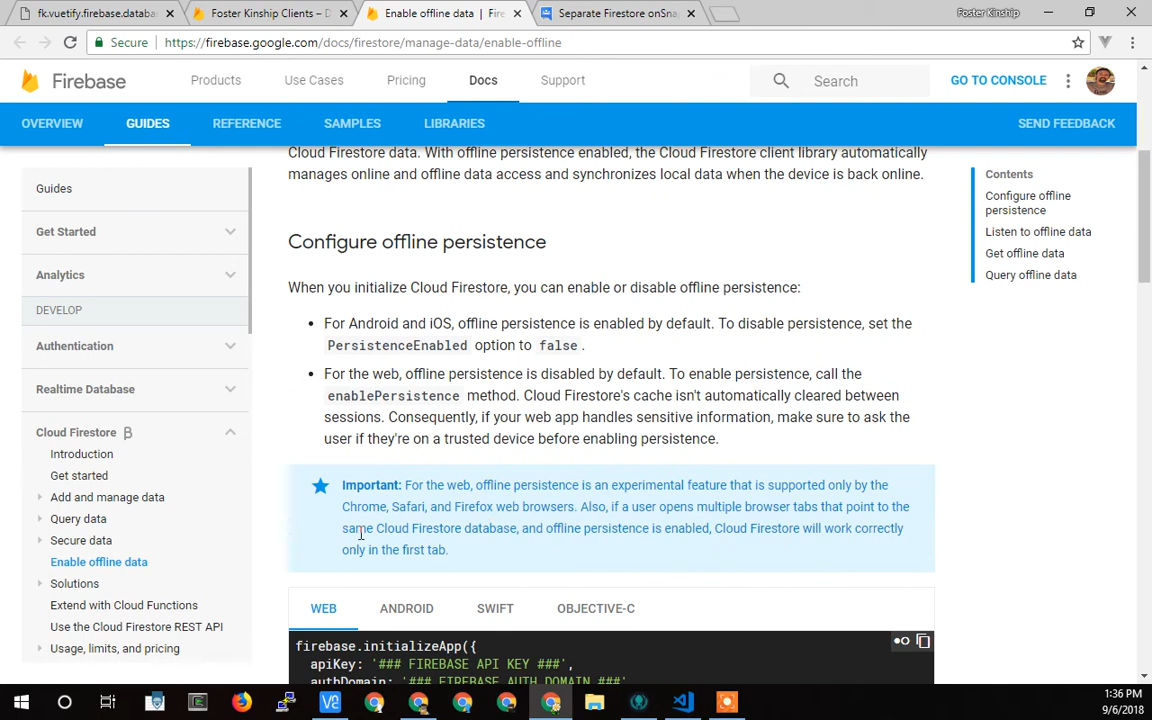 fk.vuetify.firebase.databa
Foster Kinship Clients – D
Enable offline data | Fire
Separate Firestore onSna
Foster Kinship
Secure
https://firebase.google.com/docs/firestore/manage-data/enable-offline
Firebase
Products
Use Cases
Pricing
Docs
Support
Search
GO TO CONSOLE
OVERVIEW
GUIDES
REFERENCE
SAMPLES
LIBRARIES
SEND FEEDBACK
Guides
Get Started
Analytics
DEVELOP
Authentication
Realtime Database
Cloud Firestore β
Introduction
Get started
Add and manage data
Query data
Secure data
Enable offline data
Solutions
Extend with Cloud Functions
Use the Cloud Firestore REST API
Usage, limits, and pricing
Cloud Firestore data. With offline persistence enabled, the Cloud Firestore client library automatically
manages online and offline data access and synchronizes local data when the device is back online.
Configure offline persistence
When you initialize Cloud Firestore, you can enable or disable offline persistence:
• For Android and iOS, offline persistence is enabled by default. To disable persistence, set the
PersistenceEnabled option to false.
• For the web, offline persistence is disabled by default. To enable persistence, call the
enablePersistence method. Cloud Firestore's cache isn't automatically cleared between
sessions. Consequently, if your web app handles sensitive information, make sure to ask the
user if they're on a trusted device before enabling persistence.
Important: For the web, offline persistence is an experimental feature that is supported only by the
Chrome, Safari, and Firefox web browsers. Also, if a user opens multiple browser tabs that point to the
same Cloud Firestore database, and offline persistence is enabled, Cloud Firestore will work correctly
only in the first tab.
WEB
ANDROID
SWIFT
OBJECTIVE-C
firebase.initializeApp({
apiKey: '### FIREBASE API KEY ###',
authDomain: '### FIREBASE AUTH DOMAIN ###'
Contents
Configure offline
persistence
Listen to offline data
Get offline data
Query offline data
1:36 PM
9/6/2018